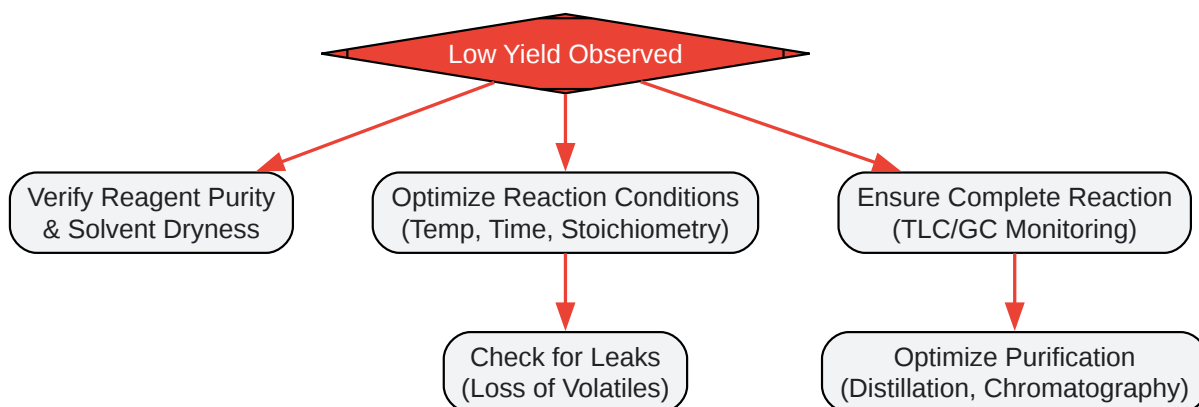 Low Yield Observed
Verify Reagent Purity
& Solvent Dryness
Optimize Reaction Conditions
(Temp, Time, Stoichiometry)
Ensure Complete Reaction
(TLC/GC Monitoring)
Check for Leaks
(Loss of Volatiles)
Optimize Purification
(Distillation, Chromatography)